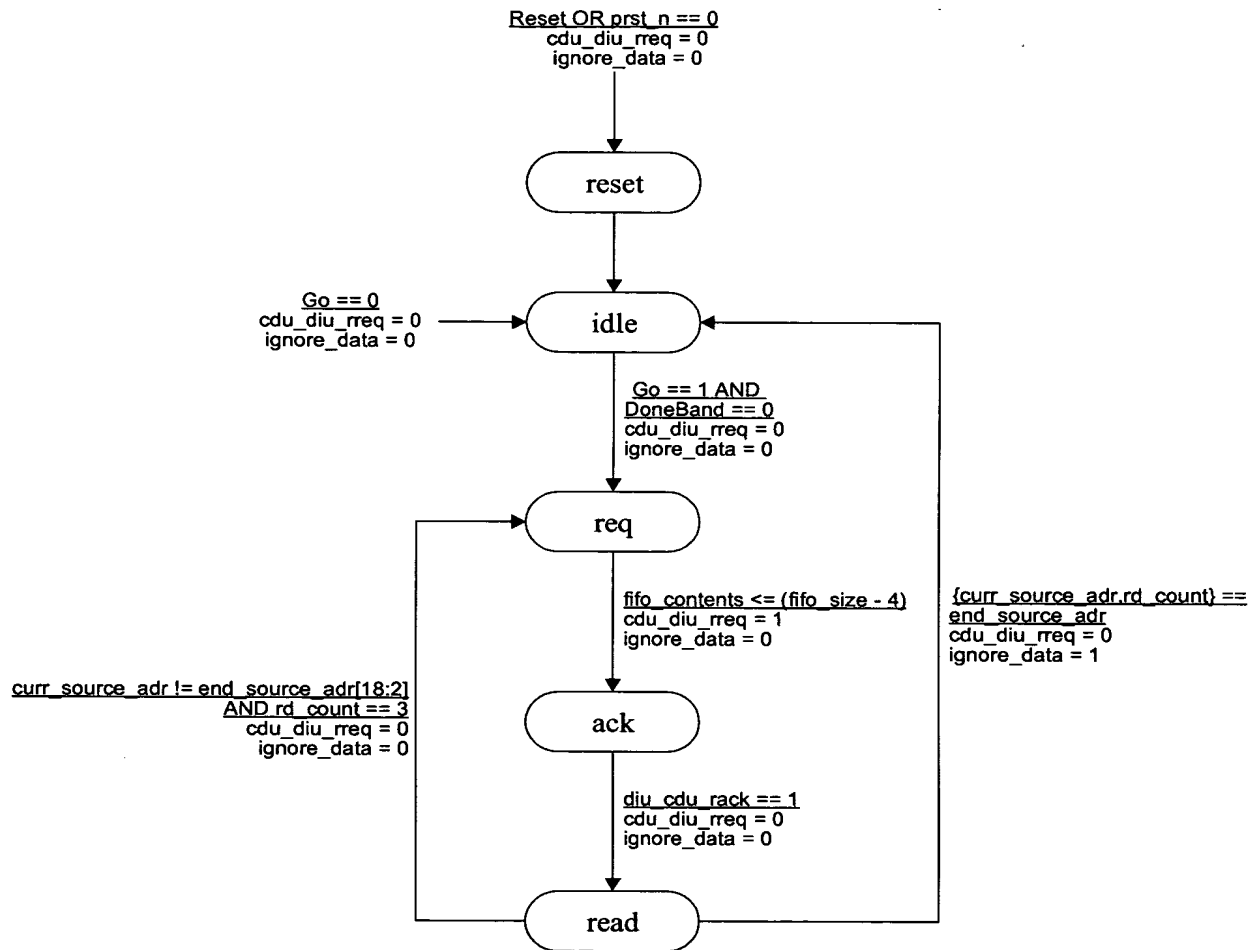 Reset OR prst_n == 0
cdu_diu_rreq = 0
ignore_data = 0
reset
Go == 0
cdu_diu_rreq = 0
ignore_data = 0
idle
Go == 1 AND
DoneBand == 0
cdu_diu_rreq = 0
ignore_data = 0
req
fifo_contents <= (fifo_size - 4)
cdu_diu_rreq = 1
ignore_data = 0
{curr_source_adr.rd_count} ==
end_source_adr
cdu_diu_rreq = 0
ignore_data = 1
curr_source_adr != end_source_adr[18:2]
AND rd_count == 3
cdu_diu_rreq = 0
ignore_data = 0
ack
diu_cdu_rack == 1
cdu_diu_rreq = 0
ignore_data = 0
read